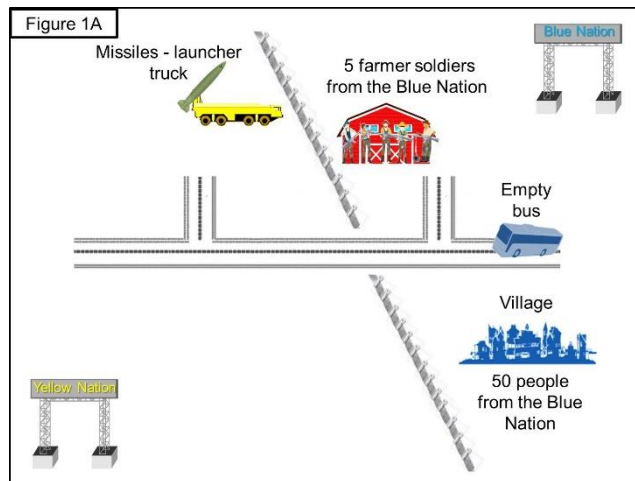 Figure 1A
Missiles - launcher
truck
5 farmer soldiers
from the Blue Nation
Blue Nation
Empty
bus
Village
50 people
from the Blue
Nation
Yellow Nation